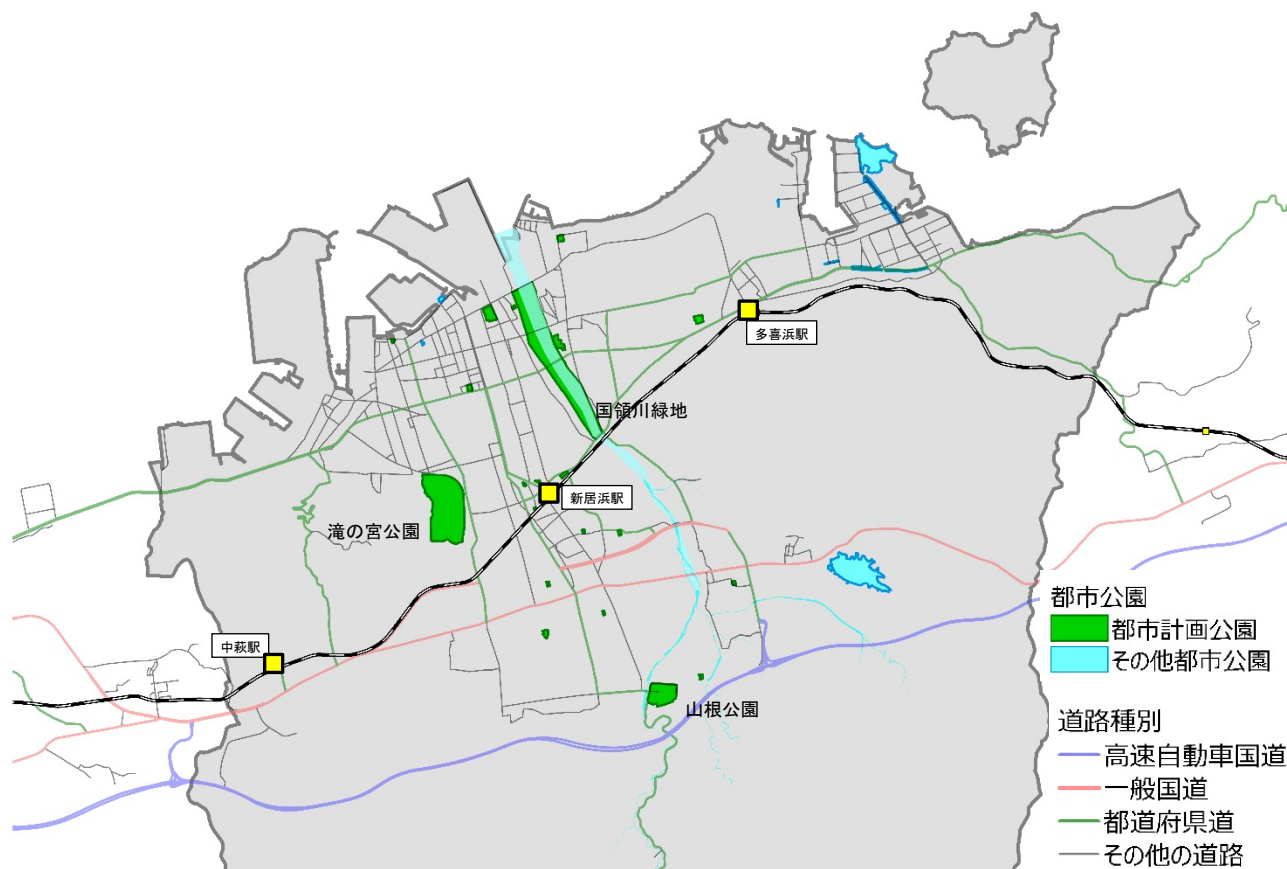 多喜浜駅
国領川緑地
新居浜駅
滝の宮公園
中萩駅
山根公園
都市公園
都市計画公園
その他都市公園
道路種別
高速自動車国道
一般国道
都道府県道
その他の道路